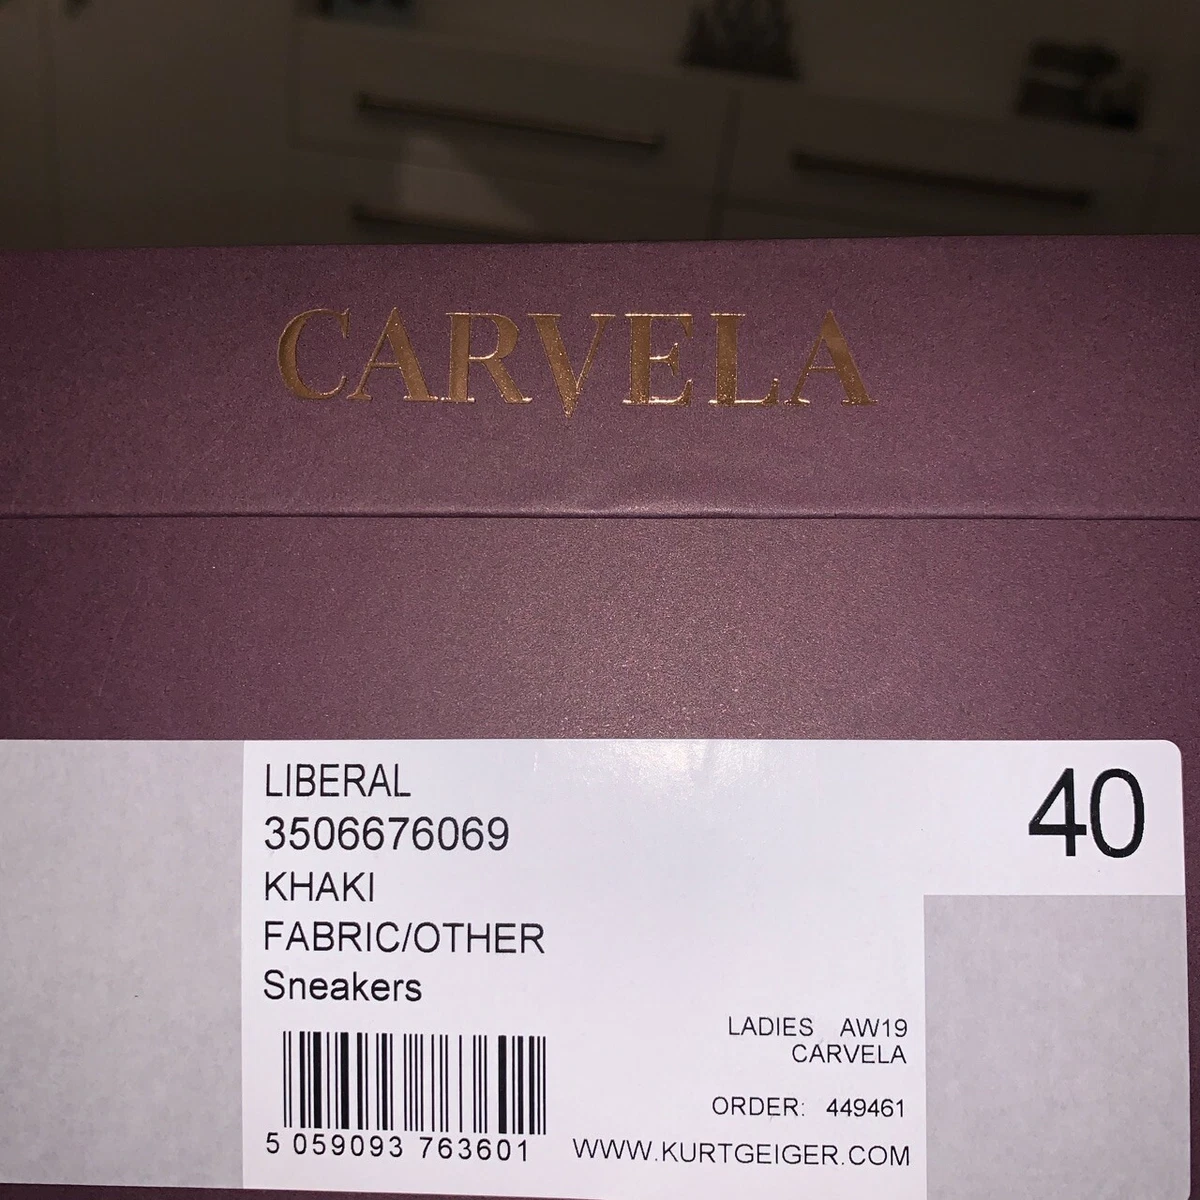 CARVELA
LIBERAL
40
3506676069
KHAKI
FABRIC/OTHER
Sneakers
LADIES AW19
CARVELA
ORDER: 449461
5 059093 763601
WWW.KURTGEIGER.COM